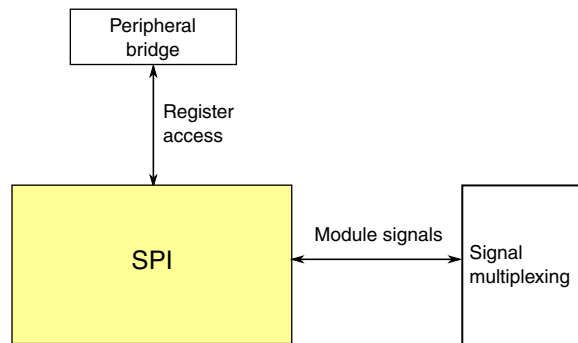 Peripheral
bridge
Register
access
SPI
Module signals
Signal
multiplexing